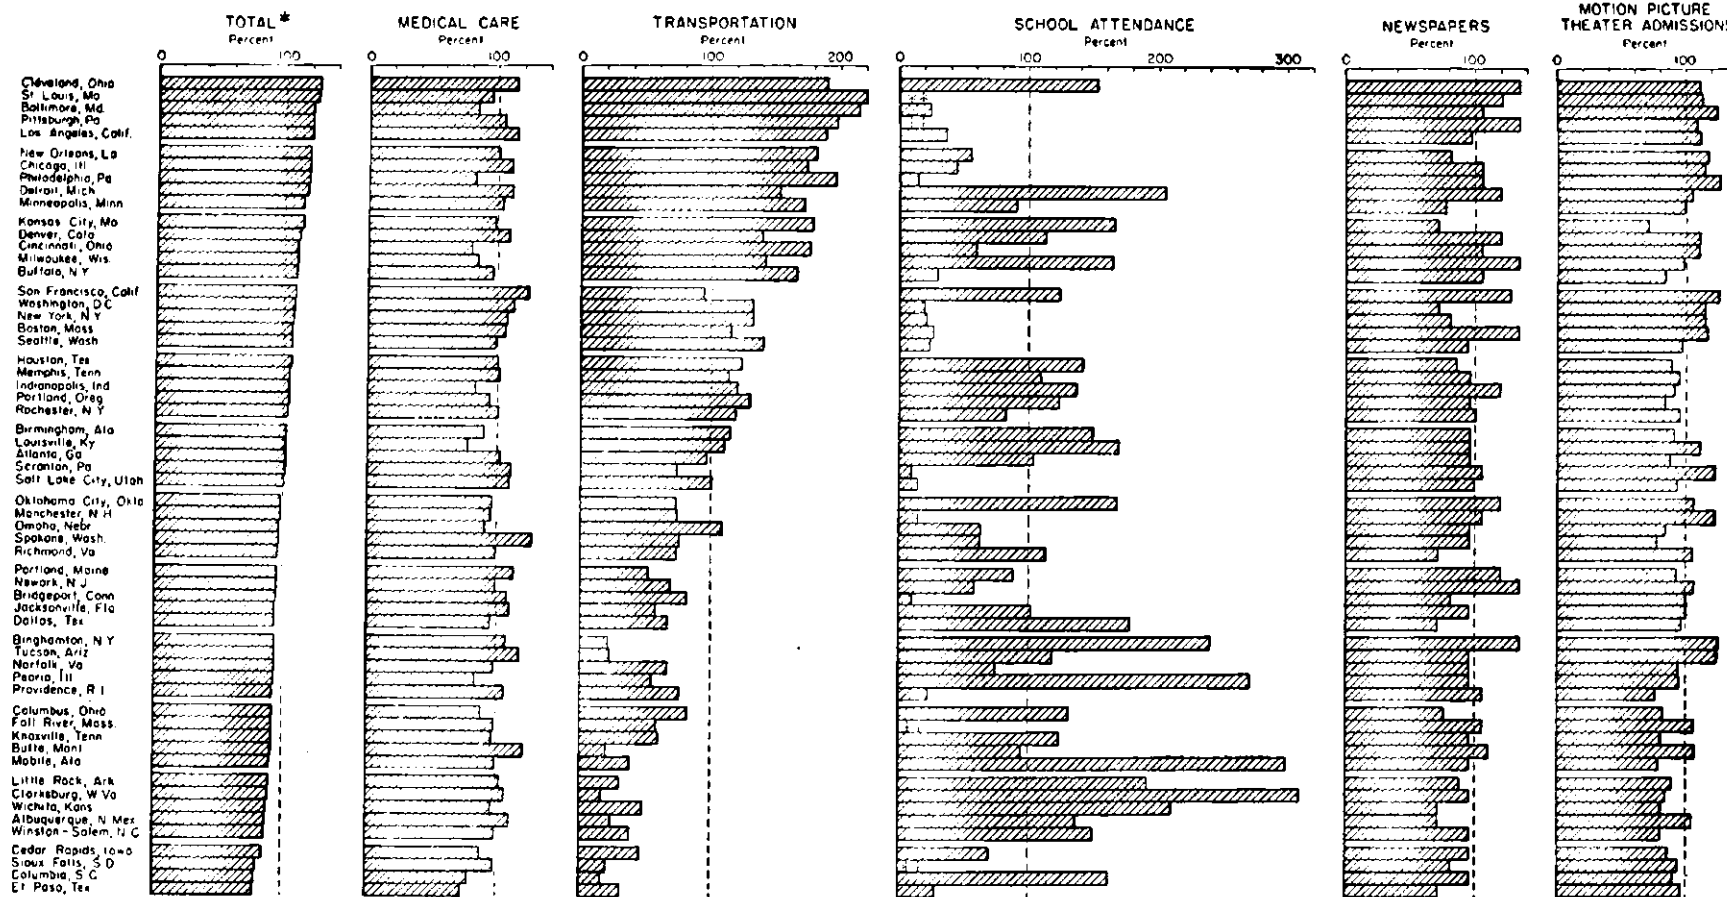 TOTAL*
Percent
0 100
MEDICAL CARE
Percent
0 100
TRANSPORTATION
Percent
0 100 200
SCHOOL ATTENDANCE
Percent
0 100 200 300
NEWSPAPERS
Percent
0 100
MOTION PICTURE
THEATER ADMISSIONS
Percent
0 100
Cleveland, Ohio
St Louis, Mo
Baltimore, Md.
Pittsburgh, Pa
Los Angeles, Calif.
New Orleans, La
Chicago, Ill
Philadelphia, Pa
Detroit, Mich
Minneapolis, Minn
Kansas City, Mo
Denver, Colo
Cincinnati, Ohio
Milwaukee, Wis.
Buffalo, N Y
San Francisco, Calif
Washington, D C
New York, N Y
Boston, Mass
Seattle, Wash
Houston, Tex
Memphis, Tenn
Indianapolis, Ind
Portland, Oreg
Rochester, N Y
Birmingham, Ala
Louisville, Ky
Atlanta, Ga
Scranton, Pa
Salt Lake City, Utah
Oklahoma City, Okla
Manchester, N H
Omaha, Nebr
Spokane, Wash.
Richmond, Va
Portland, Maine
Newark, N J
Bridgeport, Conn
Jacksonville, Fla
Dallas, Tex
Binghamton, N Y
Tucson, Ariz
Norfolk, Va
Peoria, Ill
Providence, R I
Columbus, Ohio
Fall River, Mass.
Knoxville, Tenn
Butte, Mont
Mobile, Ala
Little Rock, Ark
Clarksburg, W Va
Wichita, Kans
Albuquerque, N Mex
Winston-Salem, N C
Cedar Rapids, Iowa
Sioux Falls, S D
Columbia, S C
El Paso, Tex